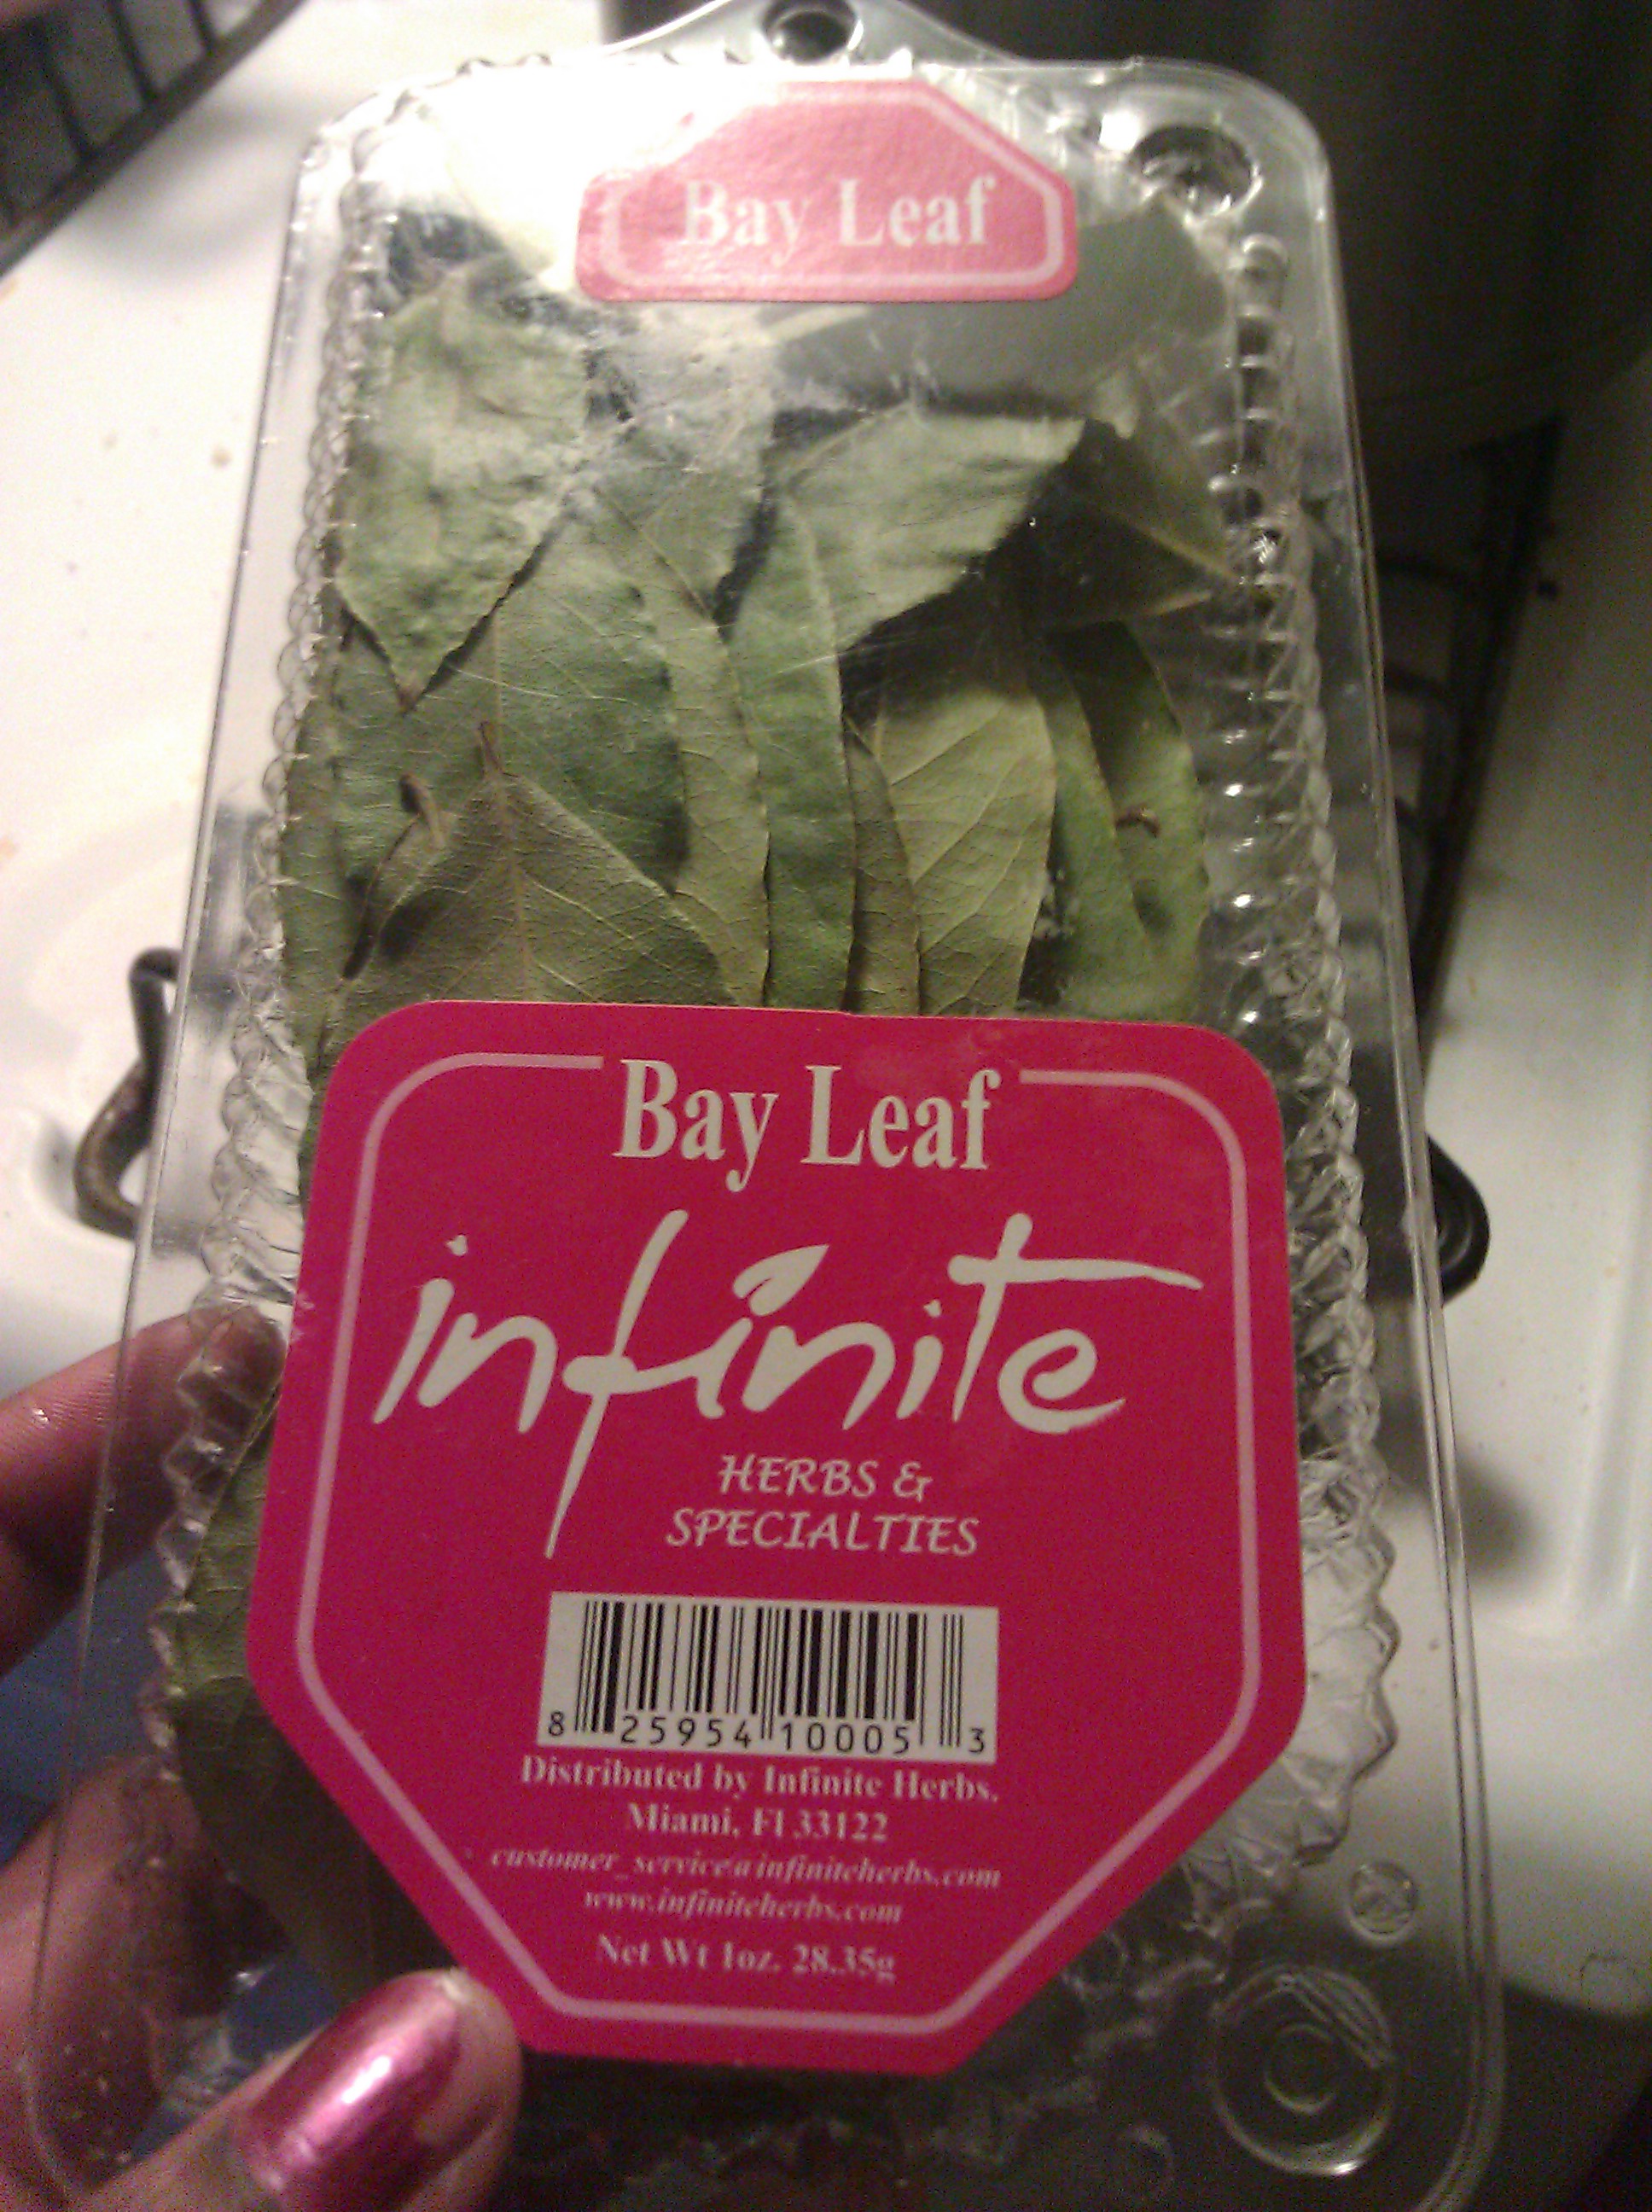 Bay Leaf
Bay Leaf
infinite
HERBS &
SPECIALTIES
8 25954 10005 3
Distributed by Infinite Herbs.
Miami, Fl 33122
customer_service@infiniteherbs.com
www.infiniteherbs.com
Net Wt 1oz. 28.35g